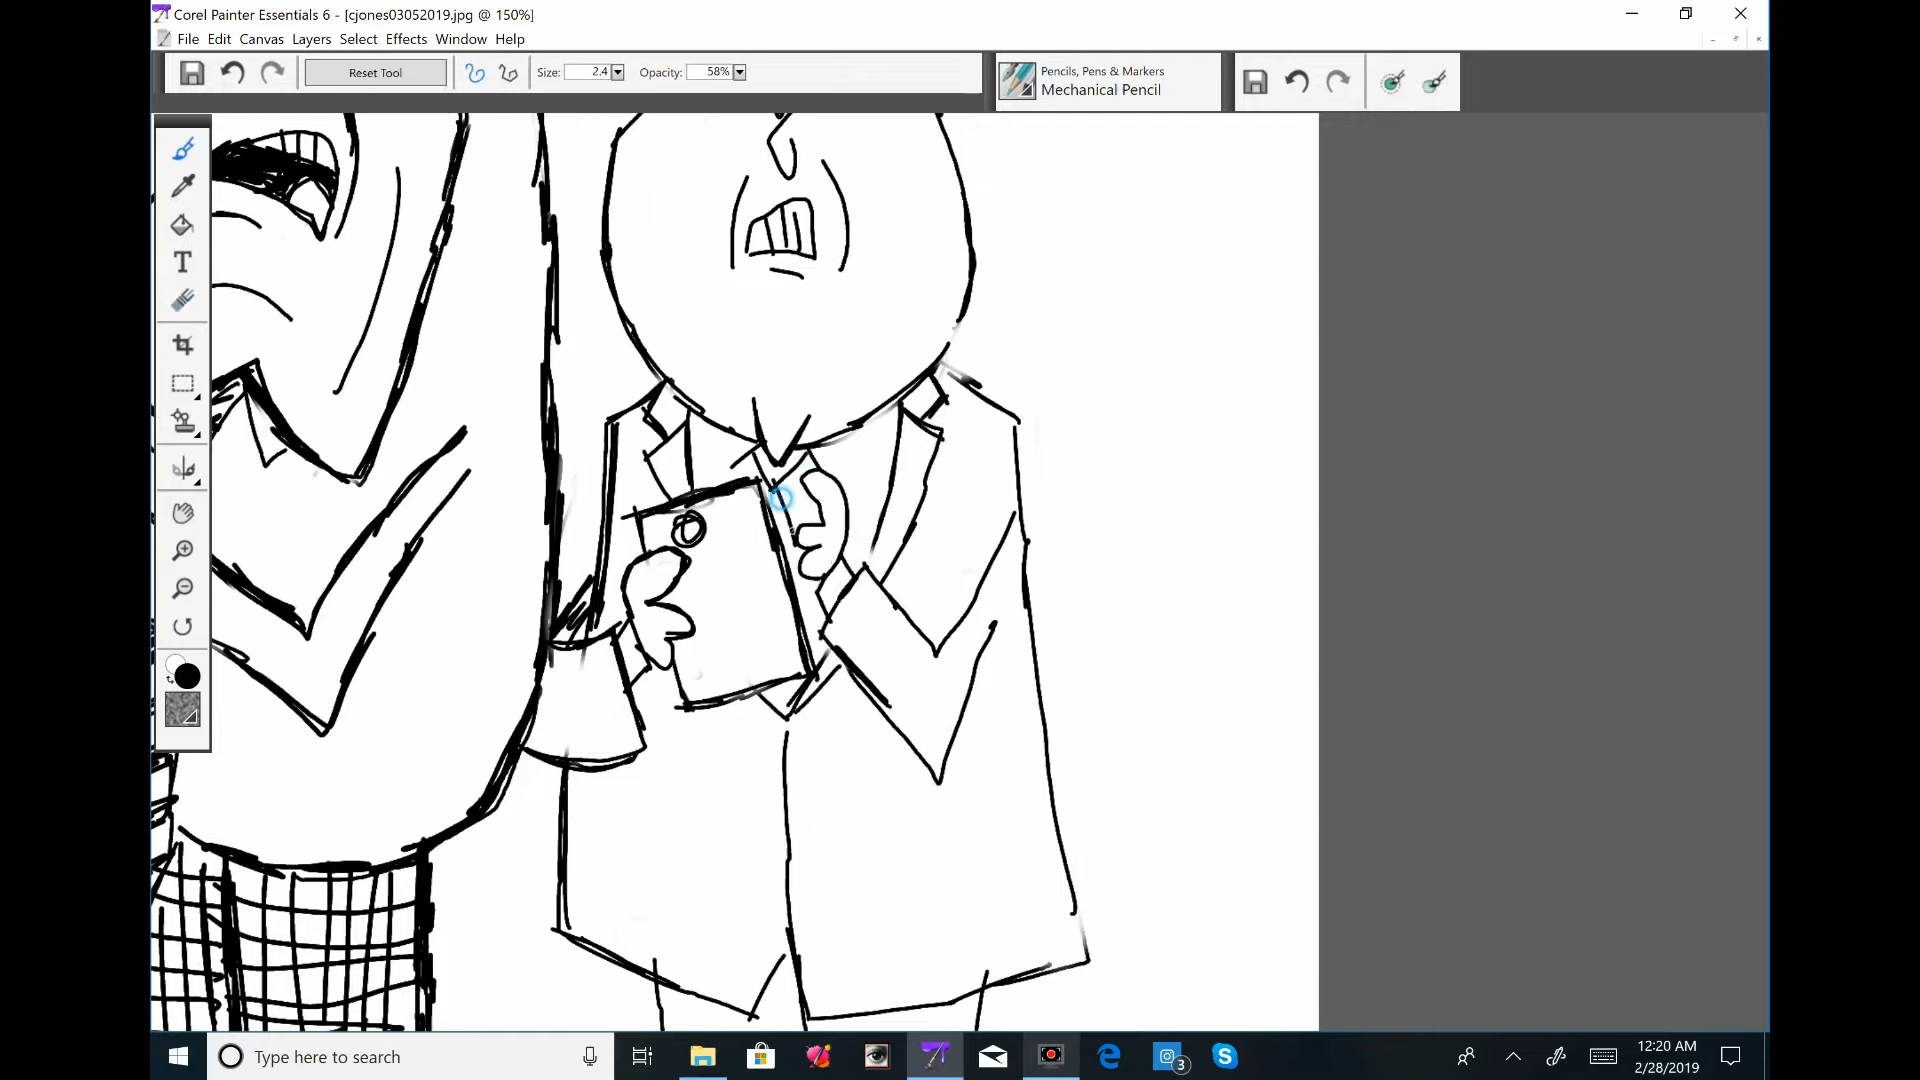 Corel Painter Essentials 6 - [cjones03052019.jpg @ 150%]
File Edit Canvas Layers Select Effects Window Help
Reset Tool Size: 2.4 Opacity: 58%
Pencils, Pens & Markers
Mechanical Pencil
T
Type here to search
3
12:20 AM
2/28/2019